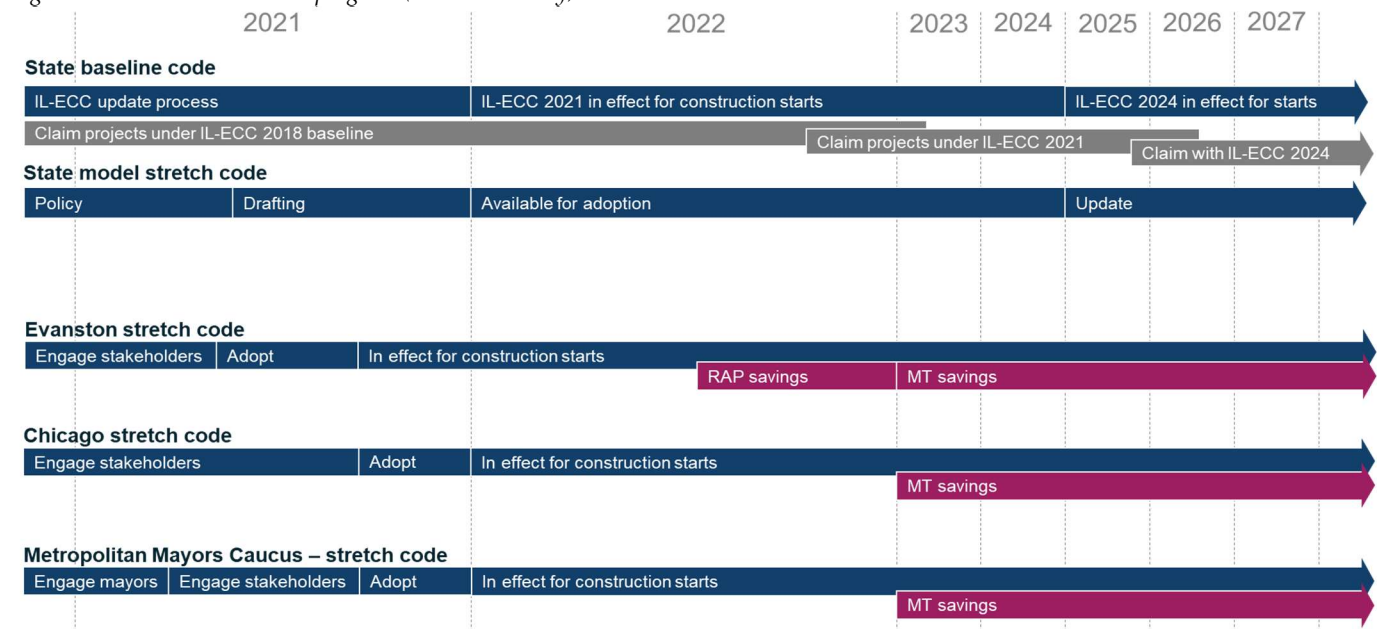 2021 2022 2023 2024 2025 2026 2027
State baseline code
IL-ECC update process IL-ECC 2021 in effect for construction starts IL-ECC 2024 in effect for starts
Claim projects under IL-ECC 2018 baseline
Claim projects under IL-ECC 2021
Claim with IL-ECC 2024
State model stretch code
Policy Drafting Available for adoption Update
Evanston stretch code
Engage stakeholders Adopt In effect for construction starts
RAP savings MT savings
Chicago stretch code
Engage stakeholders Adopt In effect for construction starts
MT savings
Metropolitan Mayors Caucus – stretch code
Engage mayors Engage stakeholders Adopt In effect for construction starts
MT savings